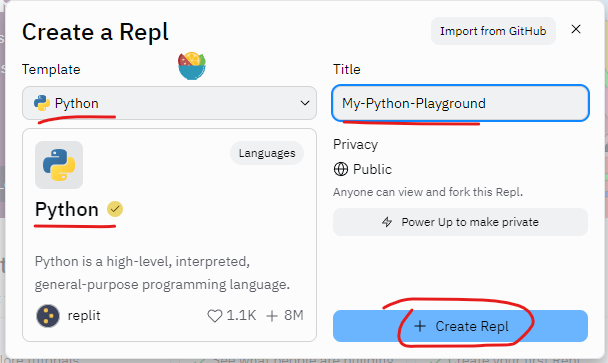 Create a Repl
Import from GitHub
Template
Python
Languages
Python
Python is a high-level, interpreted,
general-purpose programming language.
replit
1.1K
8M
Title
My-Python-Playground
Privacy
Public
Anyone can view and fork this Repl.
Power Up to make private
+ Create Repl